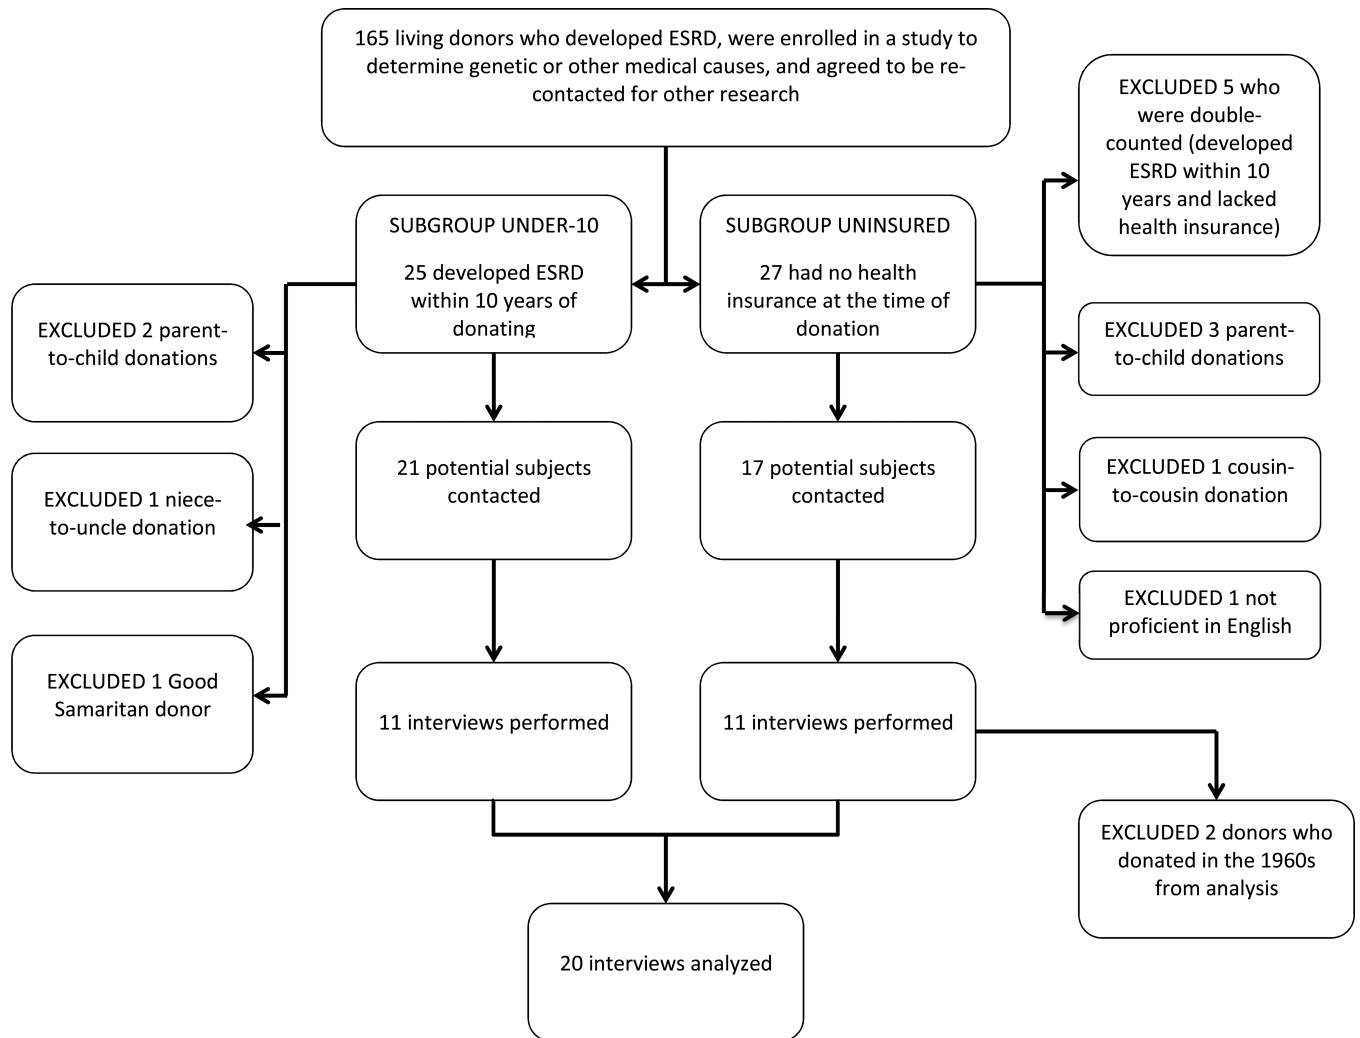 165 living donors who developed ESRD, were enrolled in a study to
determine genetic or other medical causes, and agreed to be re-
contacted for other research
EXCLUDED 5 who
were double-
counted (developed
ESRD within 10
years and lacked
health insurance)
SUBGROUP UNDER-10
25 developed ESRD
within 10 years of
donating
SUBGROUP UNINSURED
27 had no health
insurance at the time of
donation
EXCLUDED 2 parent-
to-child donations
EXCLUDED 3 parent-
to-child donations
21 potential subjects
contacted
17 potential subjects
contacted
EXCLUDED 1 cousin-
to-cousin donation
EXCLUDED 1 niece-
to-uncle donation
EXCLUDED 1 not
proficient in English
EXCLUDED 1 Good
Samaritan donor
11 interviews performed
11 interviews performed
EXCLUDED 2 donors who
donated in the 1960s
from analysis
20 interviews analyzed